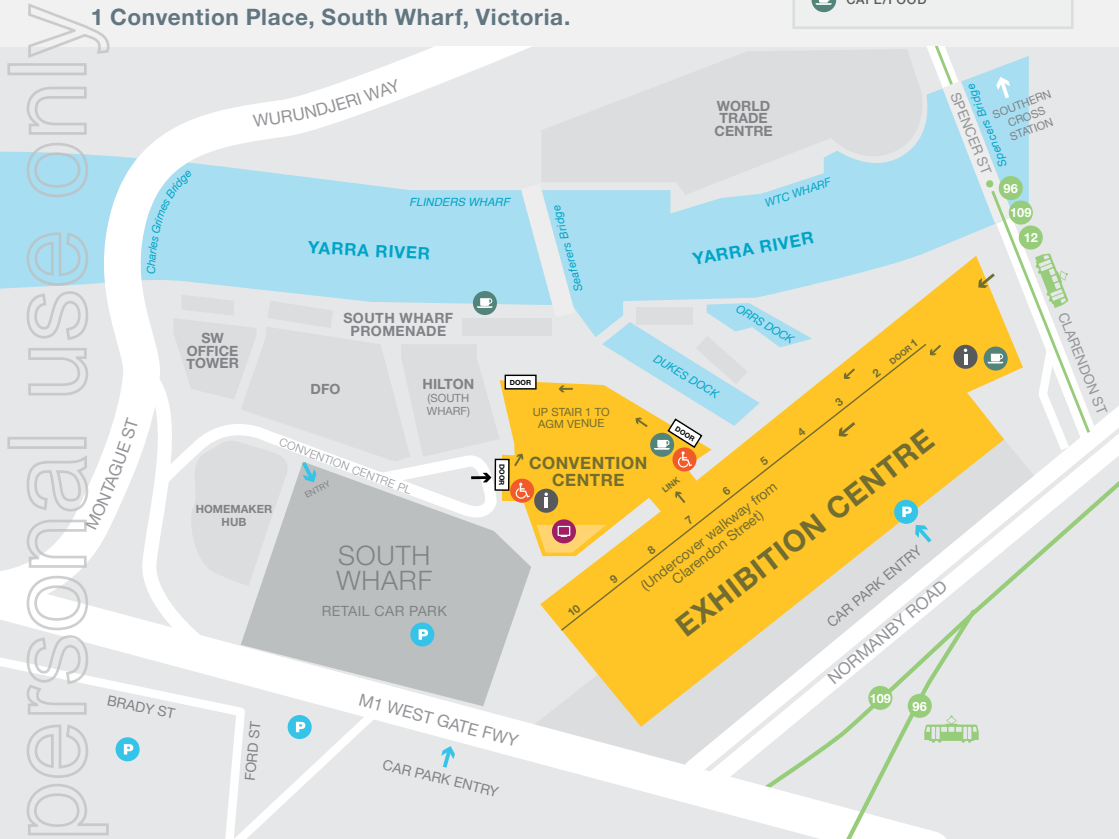 1 Convention Place, South Wharf, Victoria.
CAFE/FOOD
personal use only
WURUNDJERI WAY
WORLD
TRADE
CENTRE
SPENCER ST
Spencers Bridge
SOUTHERN
CROSS
STATION
96
109
12
Charles Grimes Bridge
FLINDERS WHARF
Seafarers Bridge
WTC WHARF
YARRA RIVER
YARRA RIVER
SOUTH WHARF
PROMENADE
ORRS DOCK
DUKES DOCK
CLARENDON ST
SW
OFFICE
TOWER
DFO
HILTON
(SOUTH
WHARF)
DOOR
UP STAIR 1 TO
AGM VENUE
DOOR
DOOR
CONVENTION
CENTRE
LINK
DOOR 1
2
3
4
5
6
7
8
9
10
i
i
(Undercover walkway from
Clarendon Street)
EXHIBITION CENTRE
P
CAR PARK ENTRY
NORMANBY ROAD
MONTAGUE ST
CONVENTION CENTRE PL
ENTRY
HOMEMAKER
HUB
SOUTH
WHARF
RETAIL CAR PARK
P
M1 WEST GATE FWY
BRADY ST
FORD ST
P
P
CAR PARK ENTRY
109
96